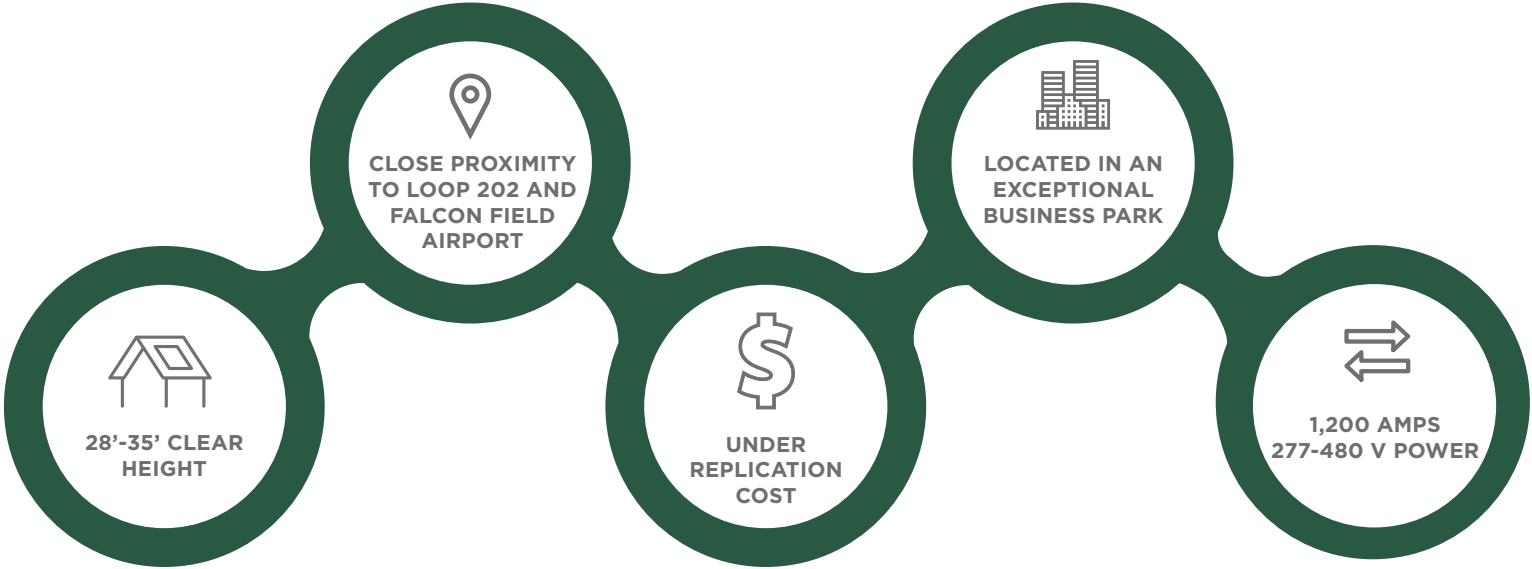 28’-35’ CLEAR
HEIGHT
CLOSE PROXIMITY
TO LOOP 202 AND
FALCON FIELD
AIRPORT
UNDER
REPLICATION
COST
LOCATED IN AN
EXCEPTIONAL
BUSINESS PARK
1,200 AMPS
277-480 V POWER